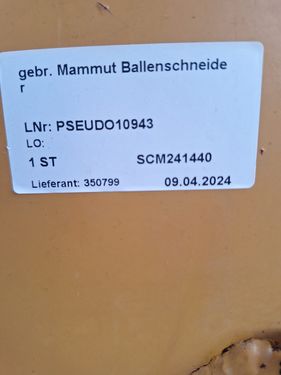 gebr. Mammut Ballenschneide
r
LNr: PSEUDO10943
LO:
1 ST SCM241440
Lieferant: 350799 09.04.2024